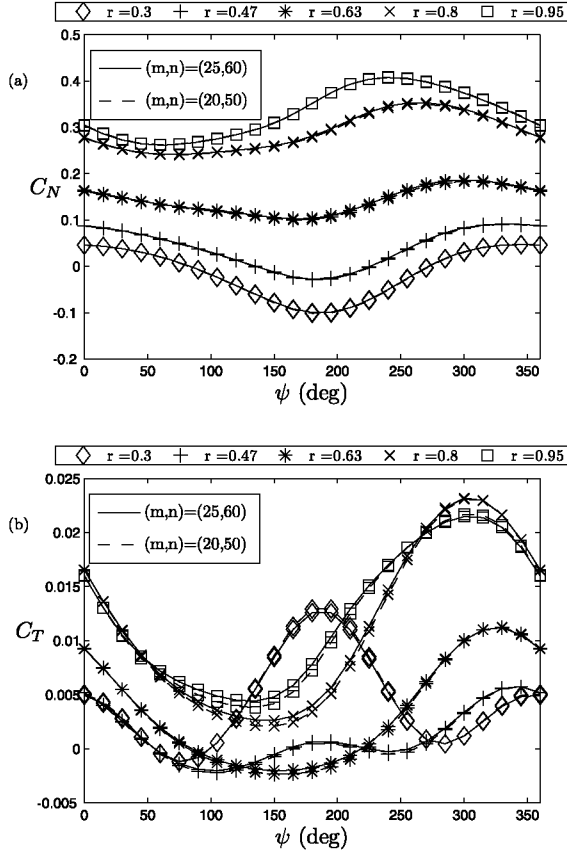 r =0.3 r =0.47 r =0.63 r =0.8 r =0.95
(a)
(m,n)=(25,60)
(m,n)=(20,50)
C_N
0.5
0.4
0.3
0.2
0.1
0
-0.1
-0.2
0 50 100 150 200 250 300 350
ψ (deg)
r =0.3 r =0.47 r =0.63 r =0.8 r =0.95
(b)
(m,n)=(25,60)
(m,n)=(20,50)
C_T
0.025
0.02
0.015
0.01
0.005
0
-0.005
0 50 100 150 200 250 300 350
ψ (deg)